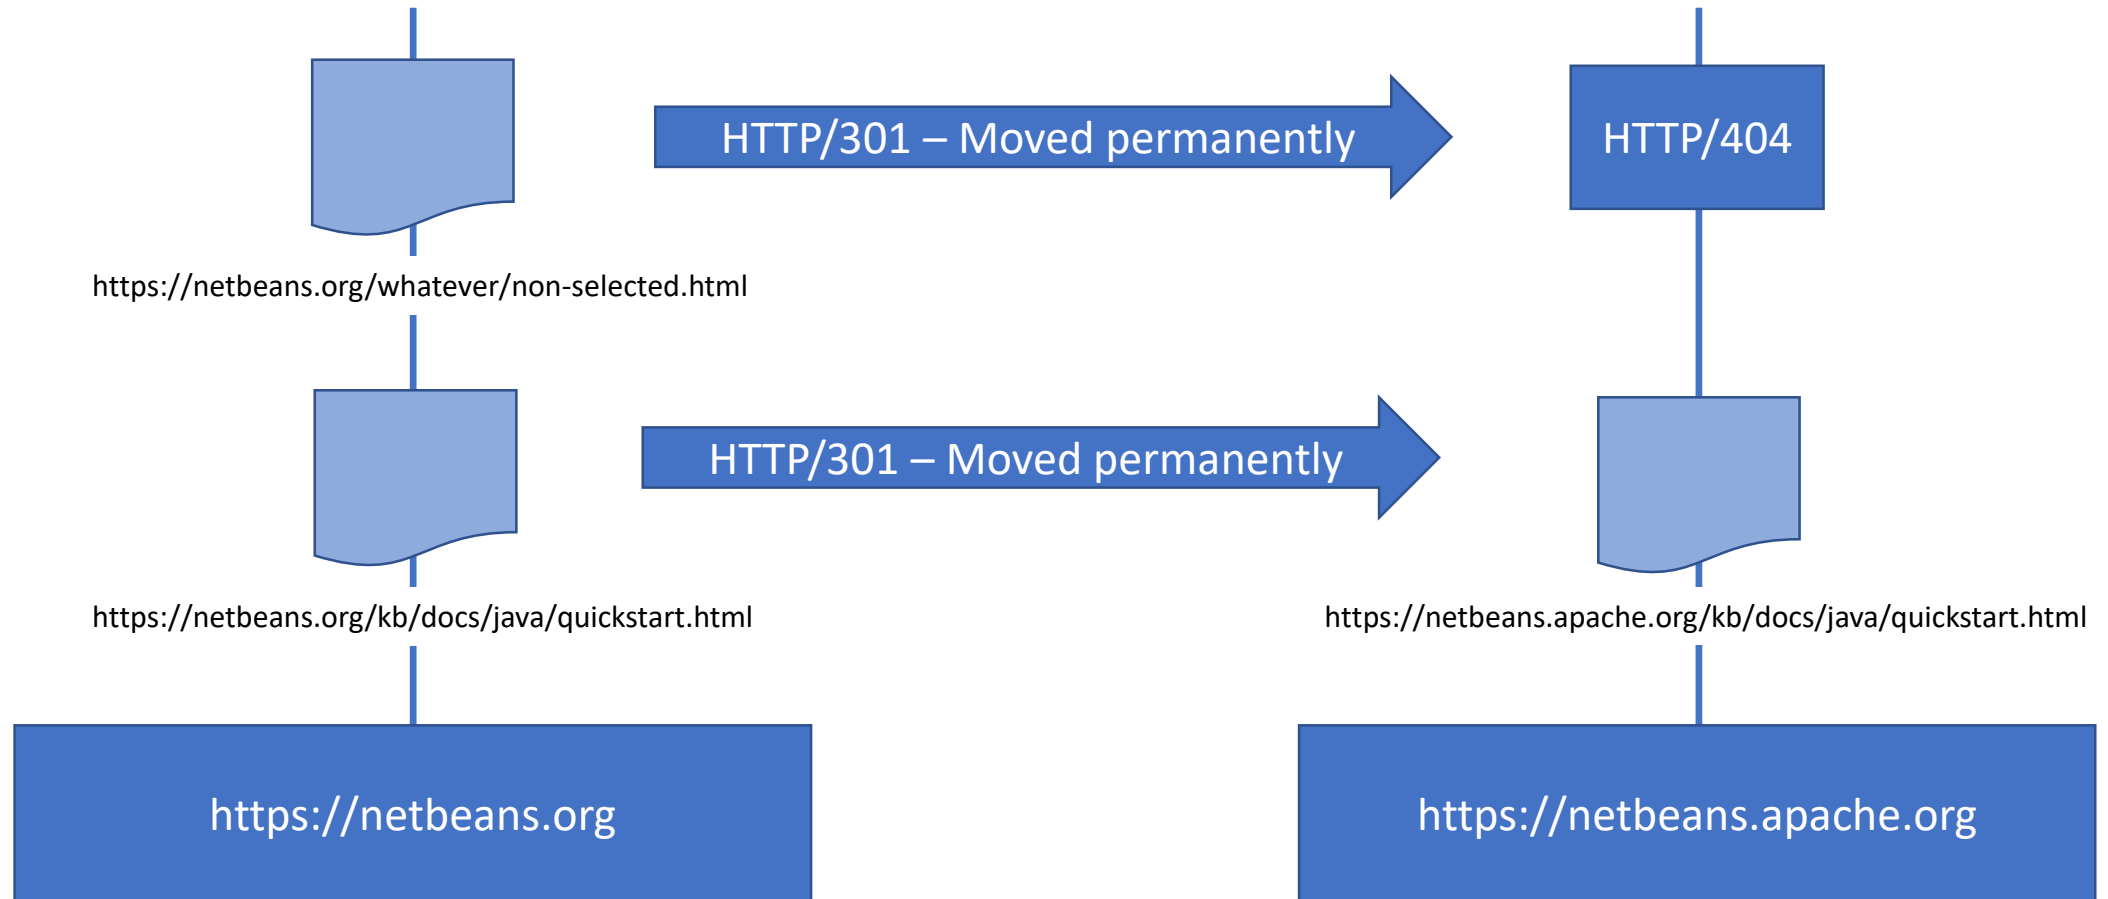 HTTP/301 – Moved permanently
HTTP/404
https://netbeans.org/whatever/non-selected.html
HTTP/301 – Moved permanently
https://netbeans.org/kb/docs/java/quickstart.html
https://netbeans.apache.org/kb/docs/java/quickstart.html
https://netbeans.org
https://netbeans.apache.org